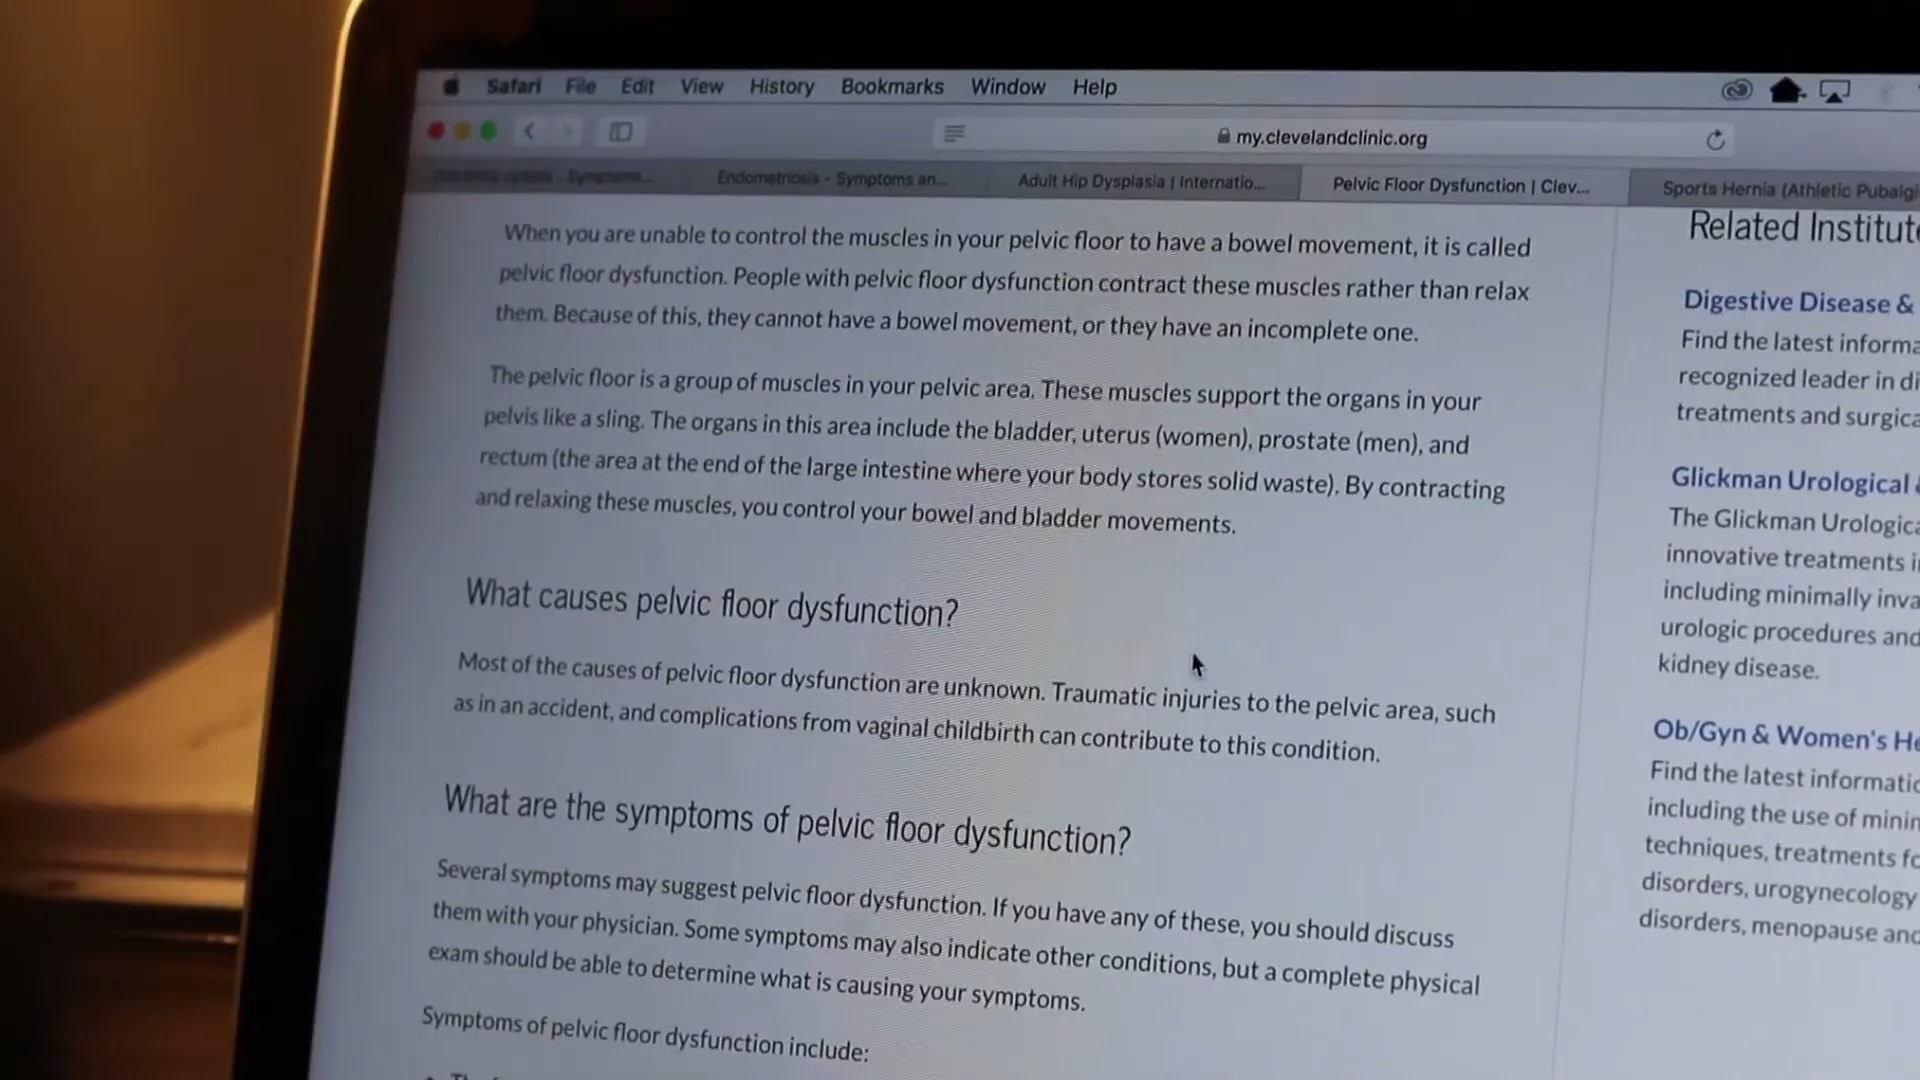 Safari File Edit View History Bookmarks Window Help
my.clevelandclinic.org
Endometriosis - Symptoms an...
Adult Hip Dysplasia | Internatio...
Pelvic Floor Dysfunction | Clev...
Sports Hernia (Athletic Pubalgi
When you are unable to control the muscles in your pelvic floor to have a bowel movement, it is called
pelvic floor dysfunction. People with pelvic floor dysfunction contract these muscles rather than relax
them. Because of this, they cannot have a bowel movement, or they have an incomplete one.
The pelvic floor is a group of muscles in your pelvic area. These muscles support the organs in your
pelvis like a sling. The organs in this area include the bladder, uterus (women), prostate (men), and
rectum (the area at the end of the large intestine where your body stores solid waste). By contracting
and relaxing these muscles, you control your bowel and bladder movements.
What causes pelvic floor dysfunction?
Most of the causes of pelvic floor dysfunction are unknown. Traumatic injuries to the pelvic area, such
as in an accident, and complications from vaginal childbirth can contribute to this condition.
What are the symptoms of pelvic floor dysfunction?
Several symptoms may suggest pelvic floor dysfunction. If you have any of these, you should discuss
them with your physician. Some symptoms may also indicate other conditions, but a complete physical
exam should be able to determine what is causing your symptoms.
Symptoms of pelvic floor dysfunction include:
Related Institute
Digestive Disease &
Find the latest informa
recognized leader in di
treatments and surgica
Glickman Urological &
The Glickman Urologica
innovative treatments i
including minimally inva
urologic procedures and
kidney disease.
Ob/Gyn & Women's He
Find the latest informatio
including the use of minim
techniques, treatments fo
disorders, urogynecology
disorders, menopause and